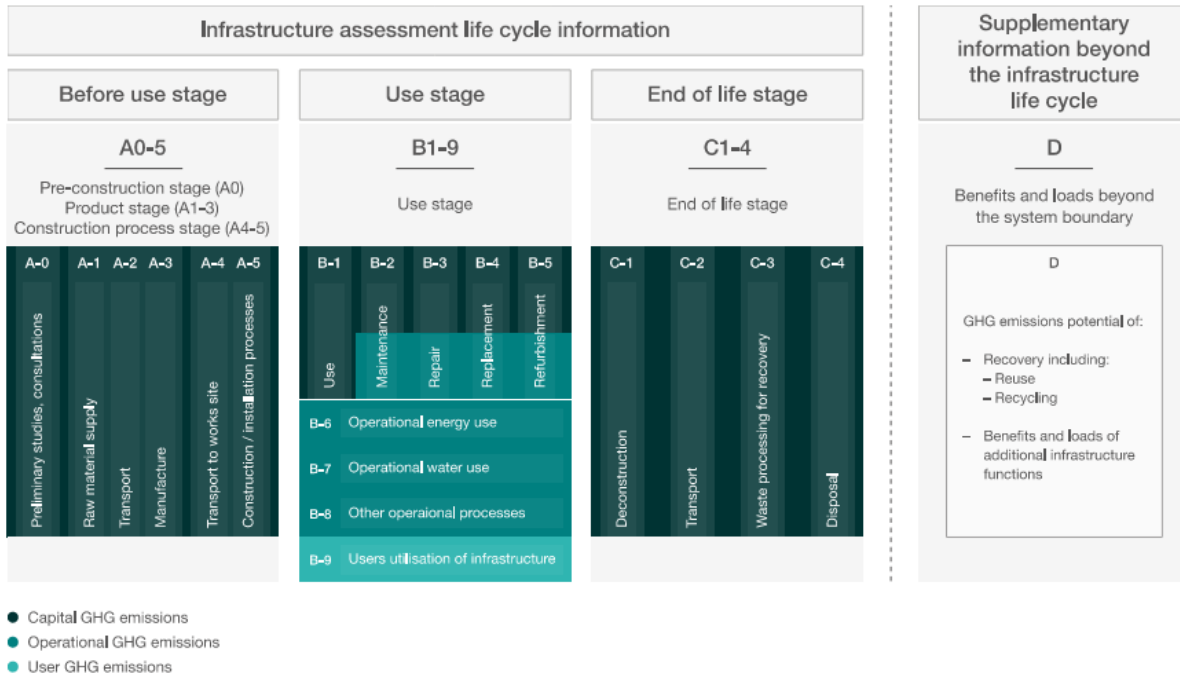 Infrastructure assessment life cycle information
Supplementary
information beyond
the infrastructure
life cycle
Before use stage
Use stage
End of life stage
A0-5
Pre-construction stage (A0)
Product stage (A1-3)
Construction process stage (A4-5)
B1-9
Use stage
C1-4
End of life stage
D
Benefits and loads beyond
the system boundary
A-0
A-1
A-2
A-3
A-4
A-5
Preliminary studies, consultations
Raw material supply
Transport
Manufacture
Transport to works site
Construction / installation processes
B-1
B-2
B-3
B-4
B-5
Use
Maintenance
Repair
Replacement
Refurbishment
B-6 Operational energy use
B-7 Operational water use
B-8 Other operaional processes
B-9 Users utilisation of infrastructure
C-1
C-2
C-3
C-4
Deconstruction
Transport
Waste processing for recovery
Disposal
D
GHG emissions potential of:
– Recovery including:
– Reuse
– Recycling
– Benefits and loads of
additional infrastructure
functions
Capital GHG emissions
Operational GHG emissions
User GHG emissions